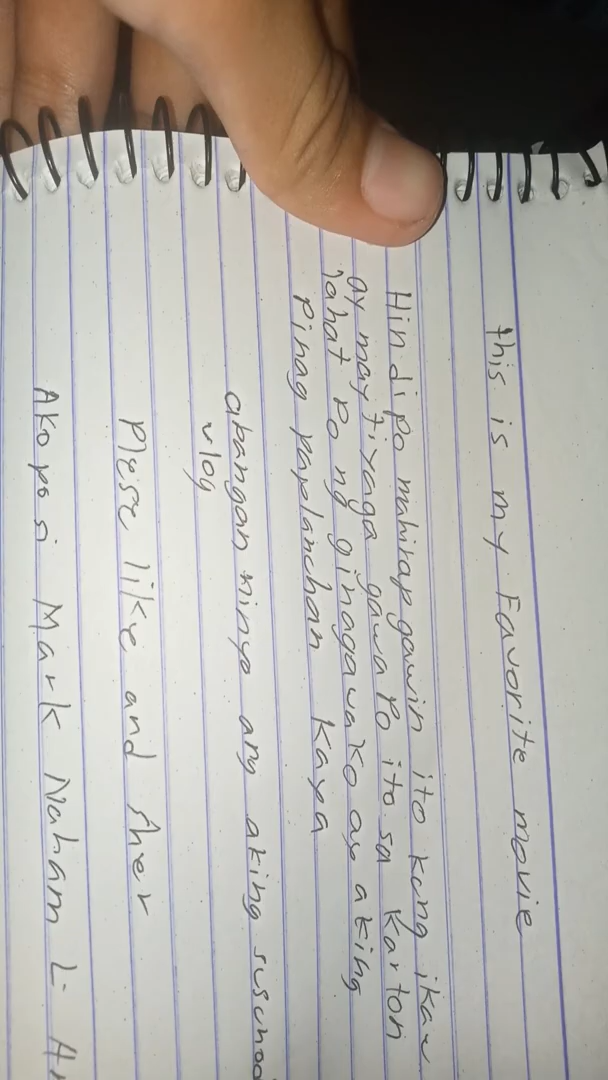 this is my Favorite movie
Hindi po mahirap gawin ito kung ikaw
ay may tiyaga gawa po ito sa karton
lahat po ng ginagawa ko ay aking
Pinag paplanohan kaya
abangan ninyo ang aking susunod
vlog
Plese like and sher
Ako po si Mark Naham L-